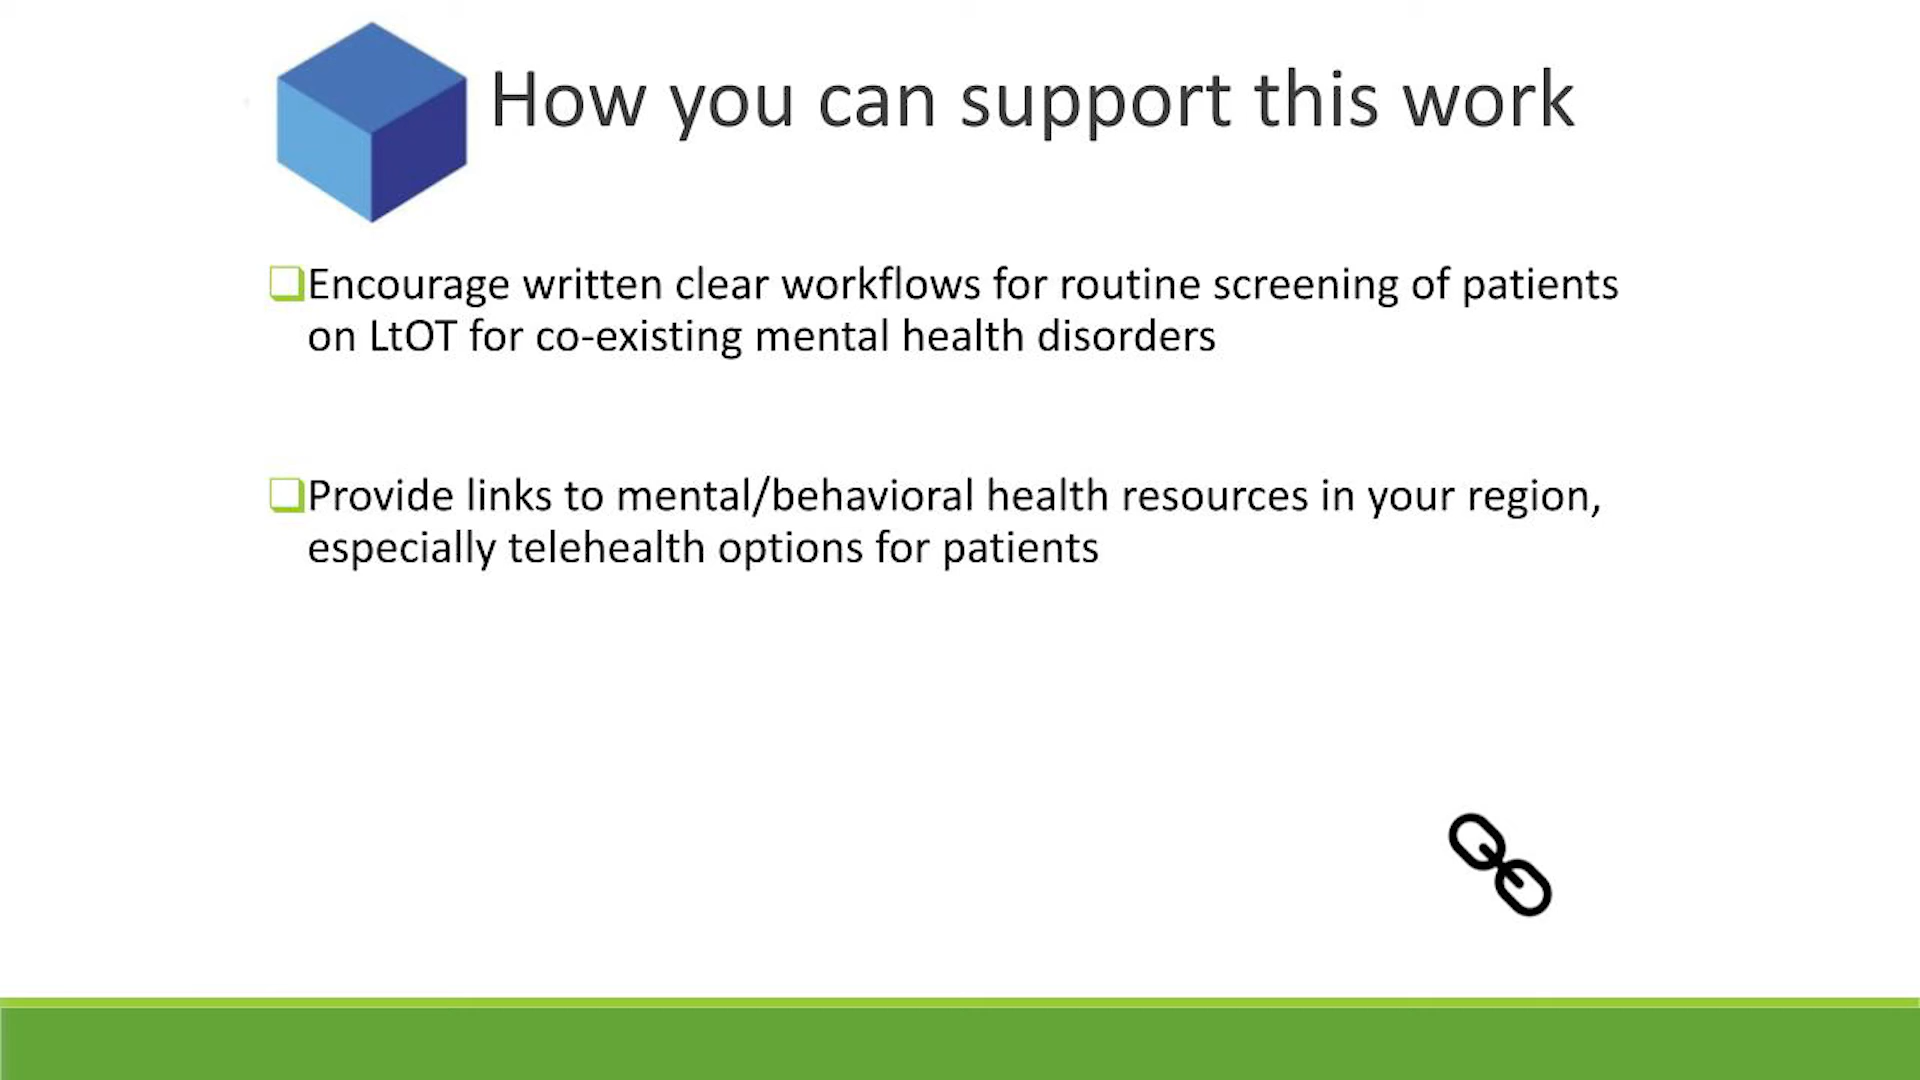 How you can support this work
Encourage written clear workflows for routine screening of patients
on LtOT for co-existing mental health disorders
Provide links to mental/behavioral health resources in your region,
especially telehealth options for patients